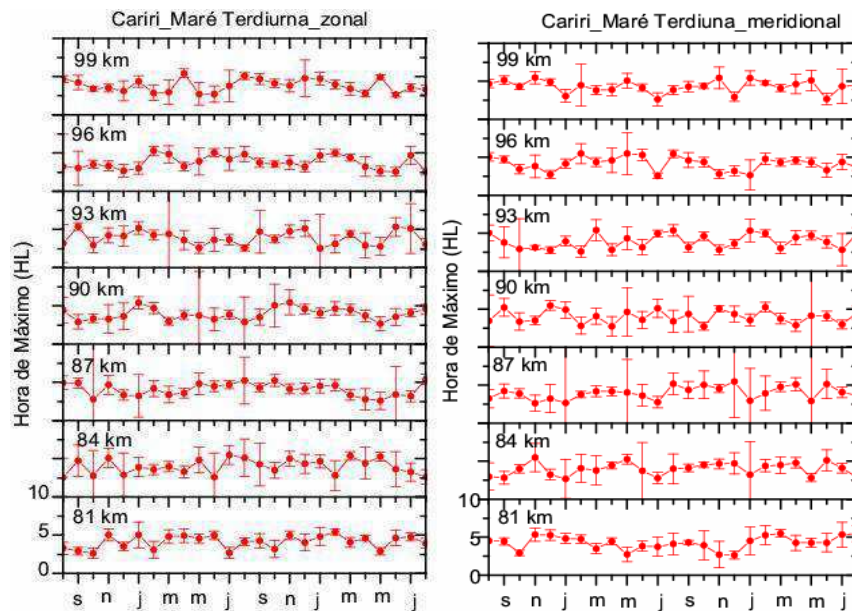 Cariri_Maré Terdiurna_zonal
Hora de Máximo (HL)
99 km
96 km
93 km
90 km
87 km
84 km
10
81 km
5
0
s n j m m j s n j m m j
Cariri_Maré Terdiuna_meridional
Hora de Máximo (HL)
99 km
96 km
93 km
90 km
87 km
84 km
10
81 km
5
0
s n j m m j s n j m m j